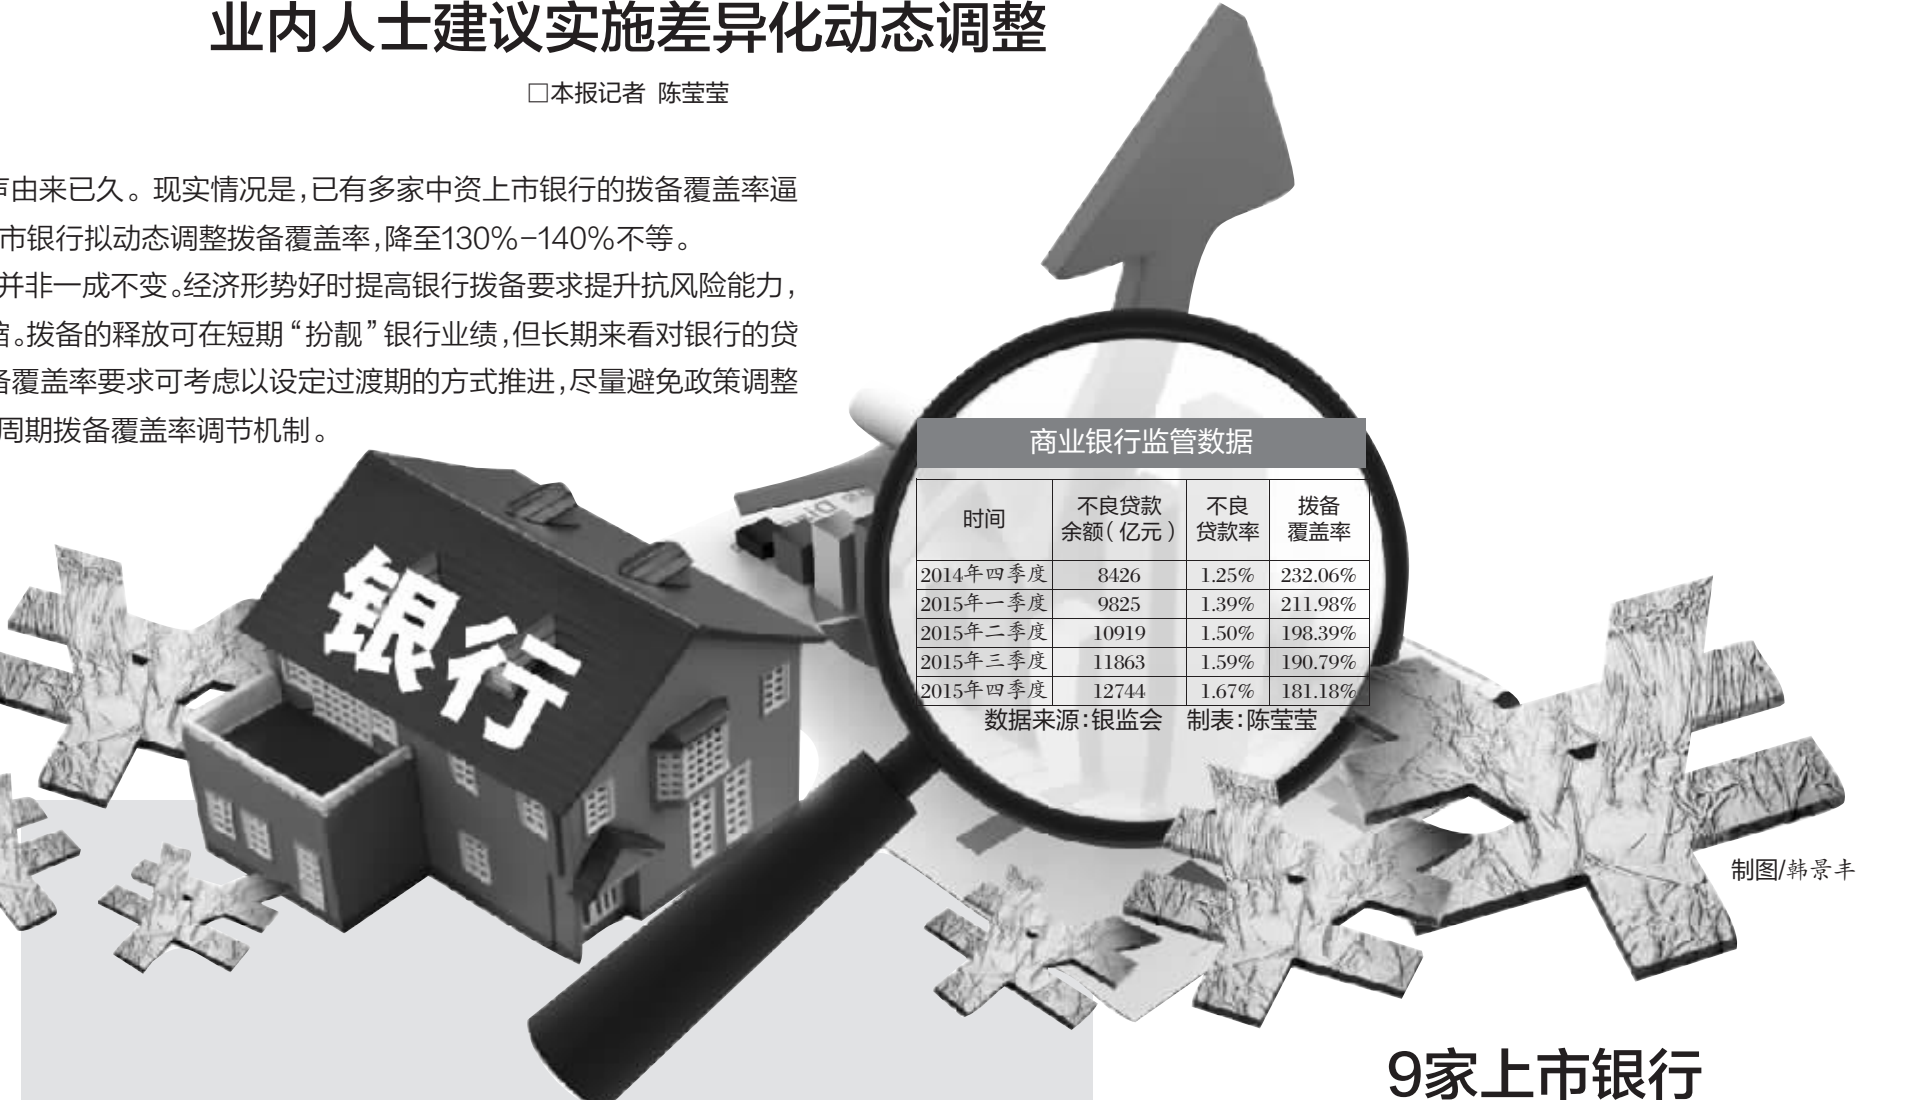 业内人士建议实施差异化动态调整
□本报记者 陈莹莹
由来已久。现实情况是，已有多家中资上市银行的拨备覆盖率逼
市银行拟动态调整拨备覆盖率，降至130%-140%不等。
并非一成不变。经济形势好时提高银行拨备要求提升抗风险能力，
。拨备的释放可在短期“扮靓”银行业绩，但长期来看对银行的贷
覆盖率要求可考虑以设定过渡期的方式推进，尽量避免政策调整
周期拨备覆盖率调节机制。
银行
商业银行监管数据
时间 不良贷款余额（亿元） 不良贷款率 拨备覆盖率
2014年四季度 8426 1.25% 232.06%
2015年一季度 9825 1.39% 211.98%
2015年二季度 10919 1.50% 198.39%
2015年三季度 11863 1.59% 190.79%
2015年四季度 12744 1.67% 181.18%
数据来源：银监会 制表：陈莹莹
制图/韩景丰
9家上市银行